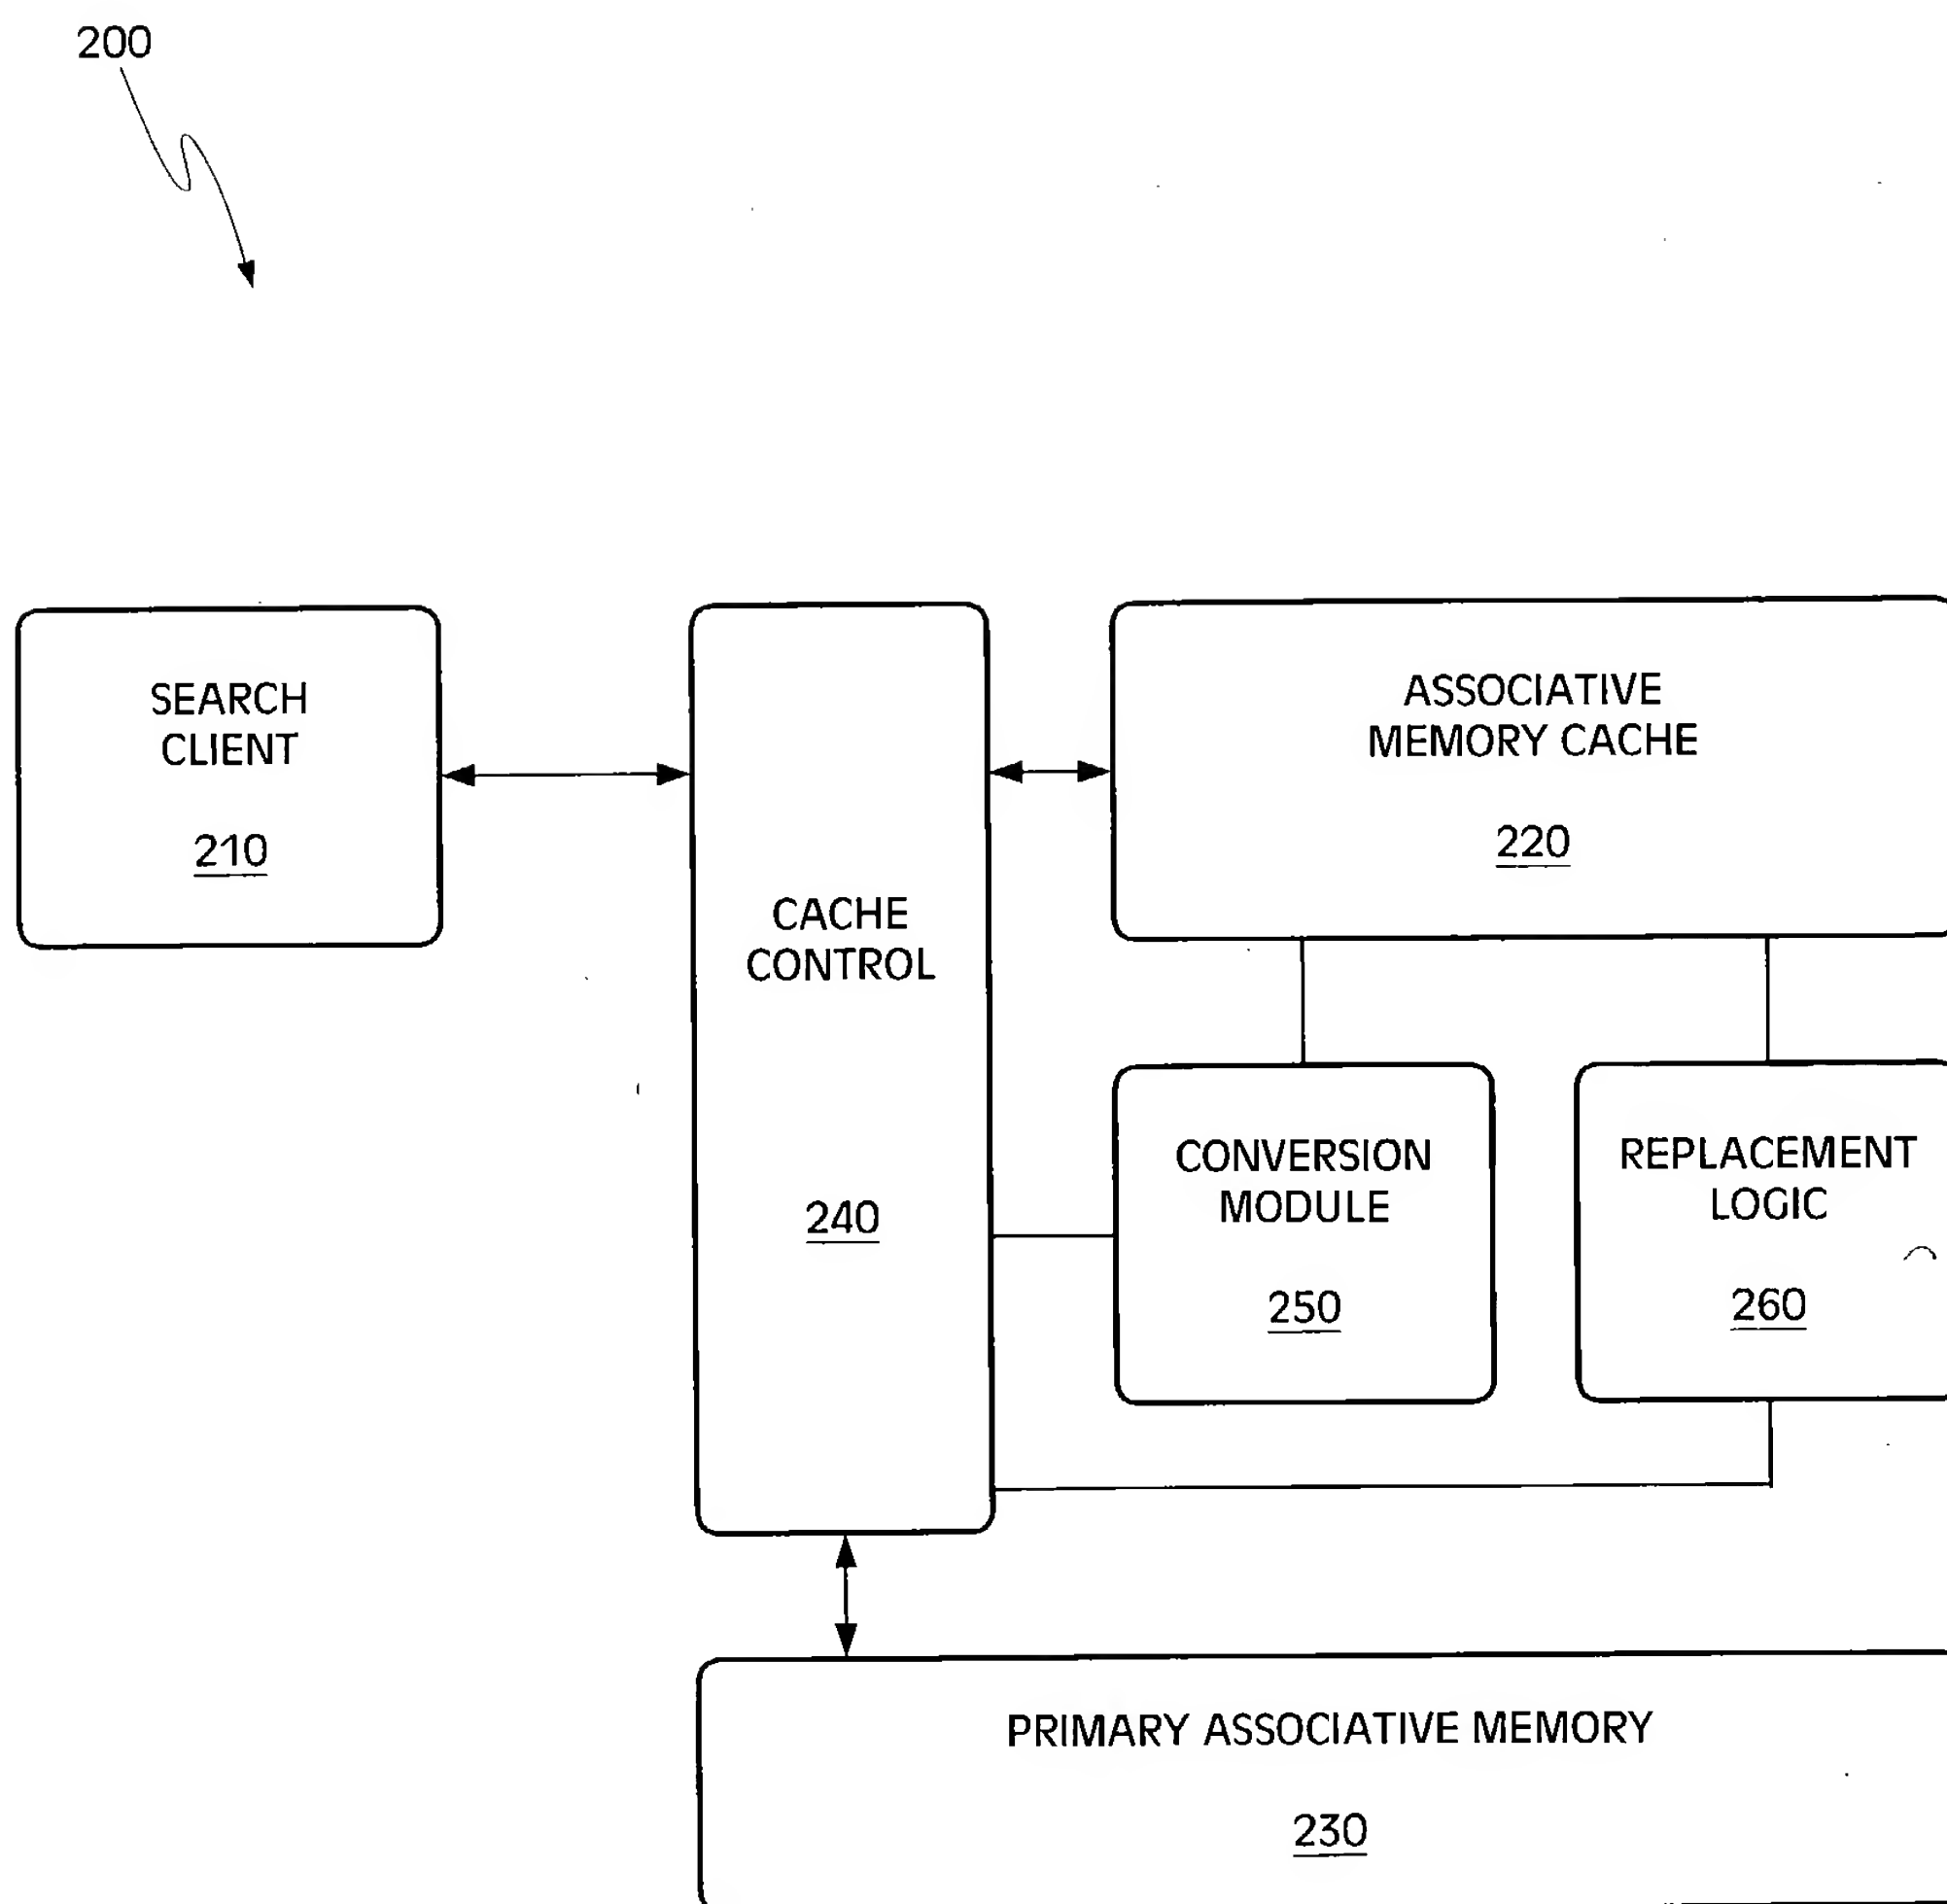 200
SEARCH
CLIENT
210
CACHE
CONTROL
240
ASSOCIATIVE
MEMORY CACHE
220
CONVERSION
MODULE
250
REPLACEMENT
LOGIC
260
PRIMARY ASSOCIATIVE MEMORY
230